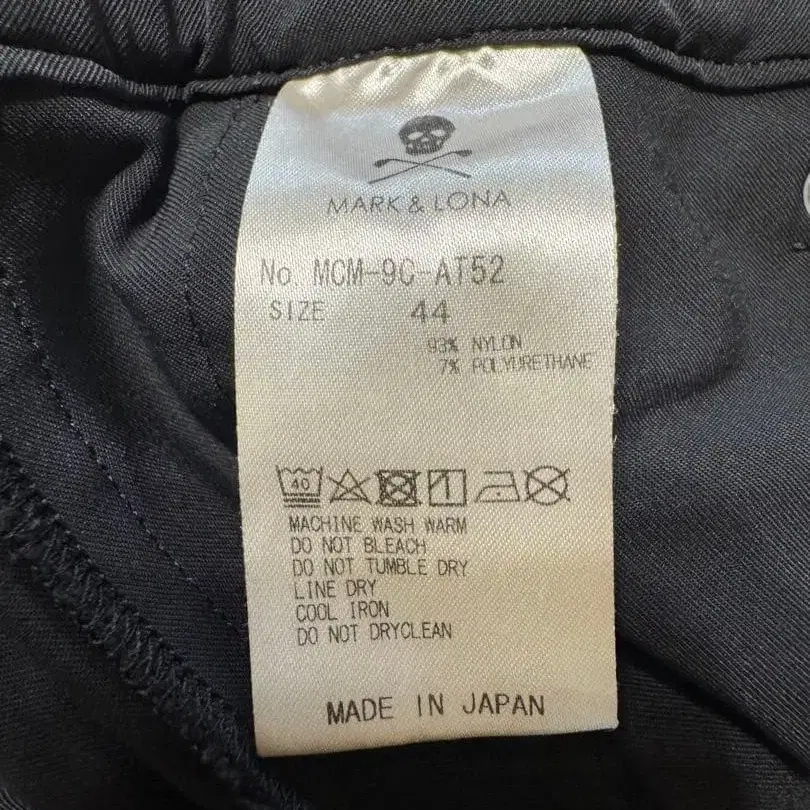 MARK & LONA
No. MCM-9C-AT52
SIZE 44
93% NYLON
7% POLYURETHANE
40
MACHINE WASH WARM
DO NOT BLEACH
DO NOT TUMBLE DRY
LINE DRY
COOL IRON
DO NOT DRYCLEAN
MADE IN JAPAN